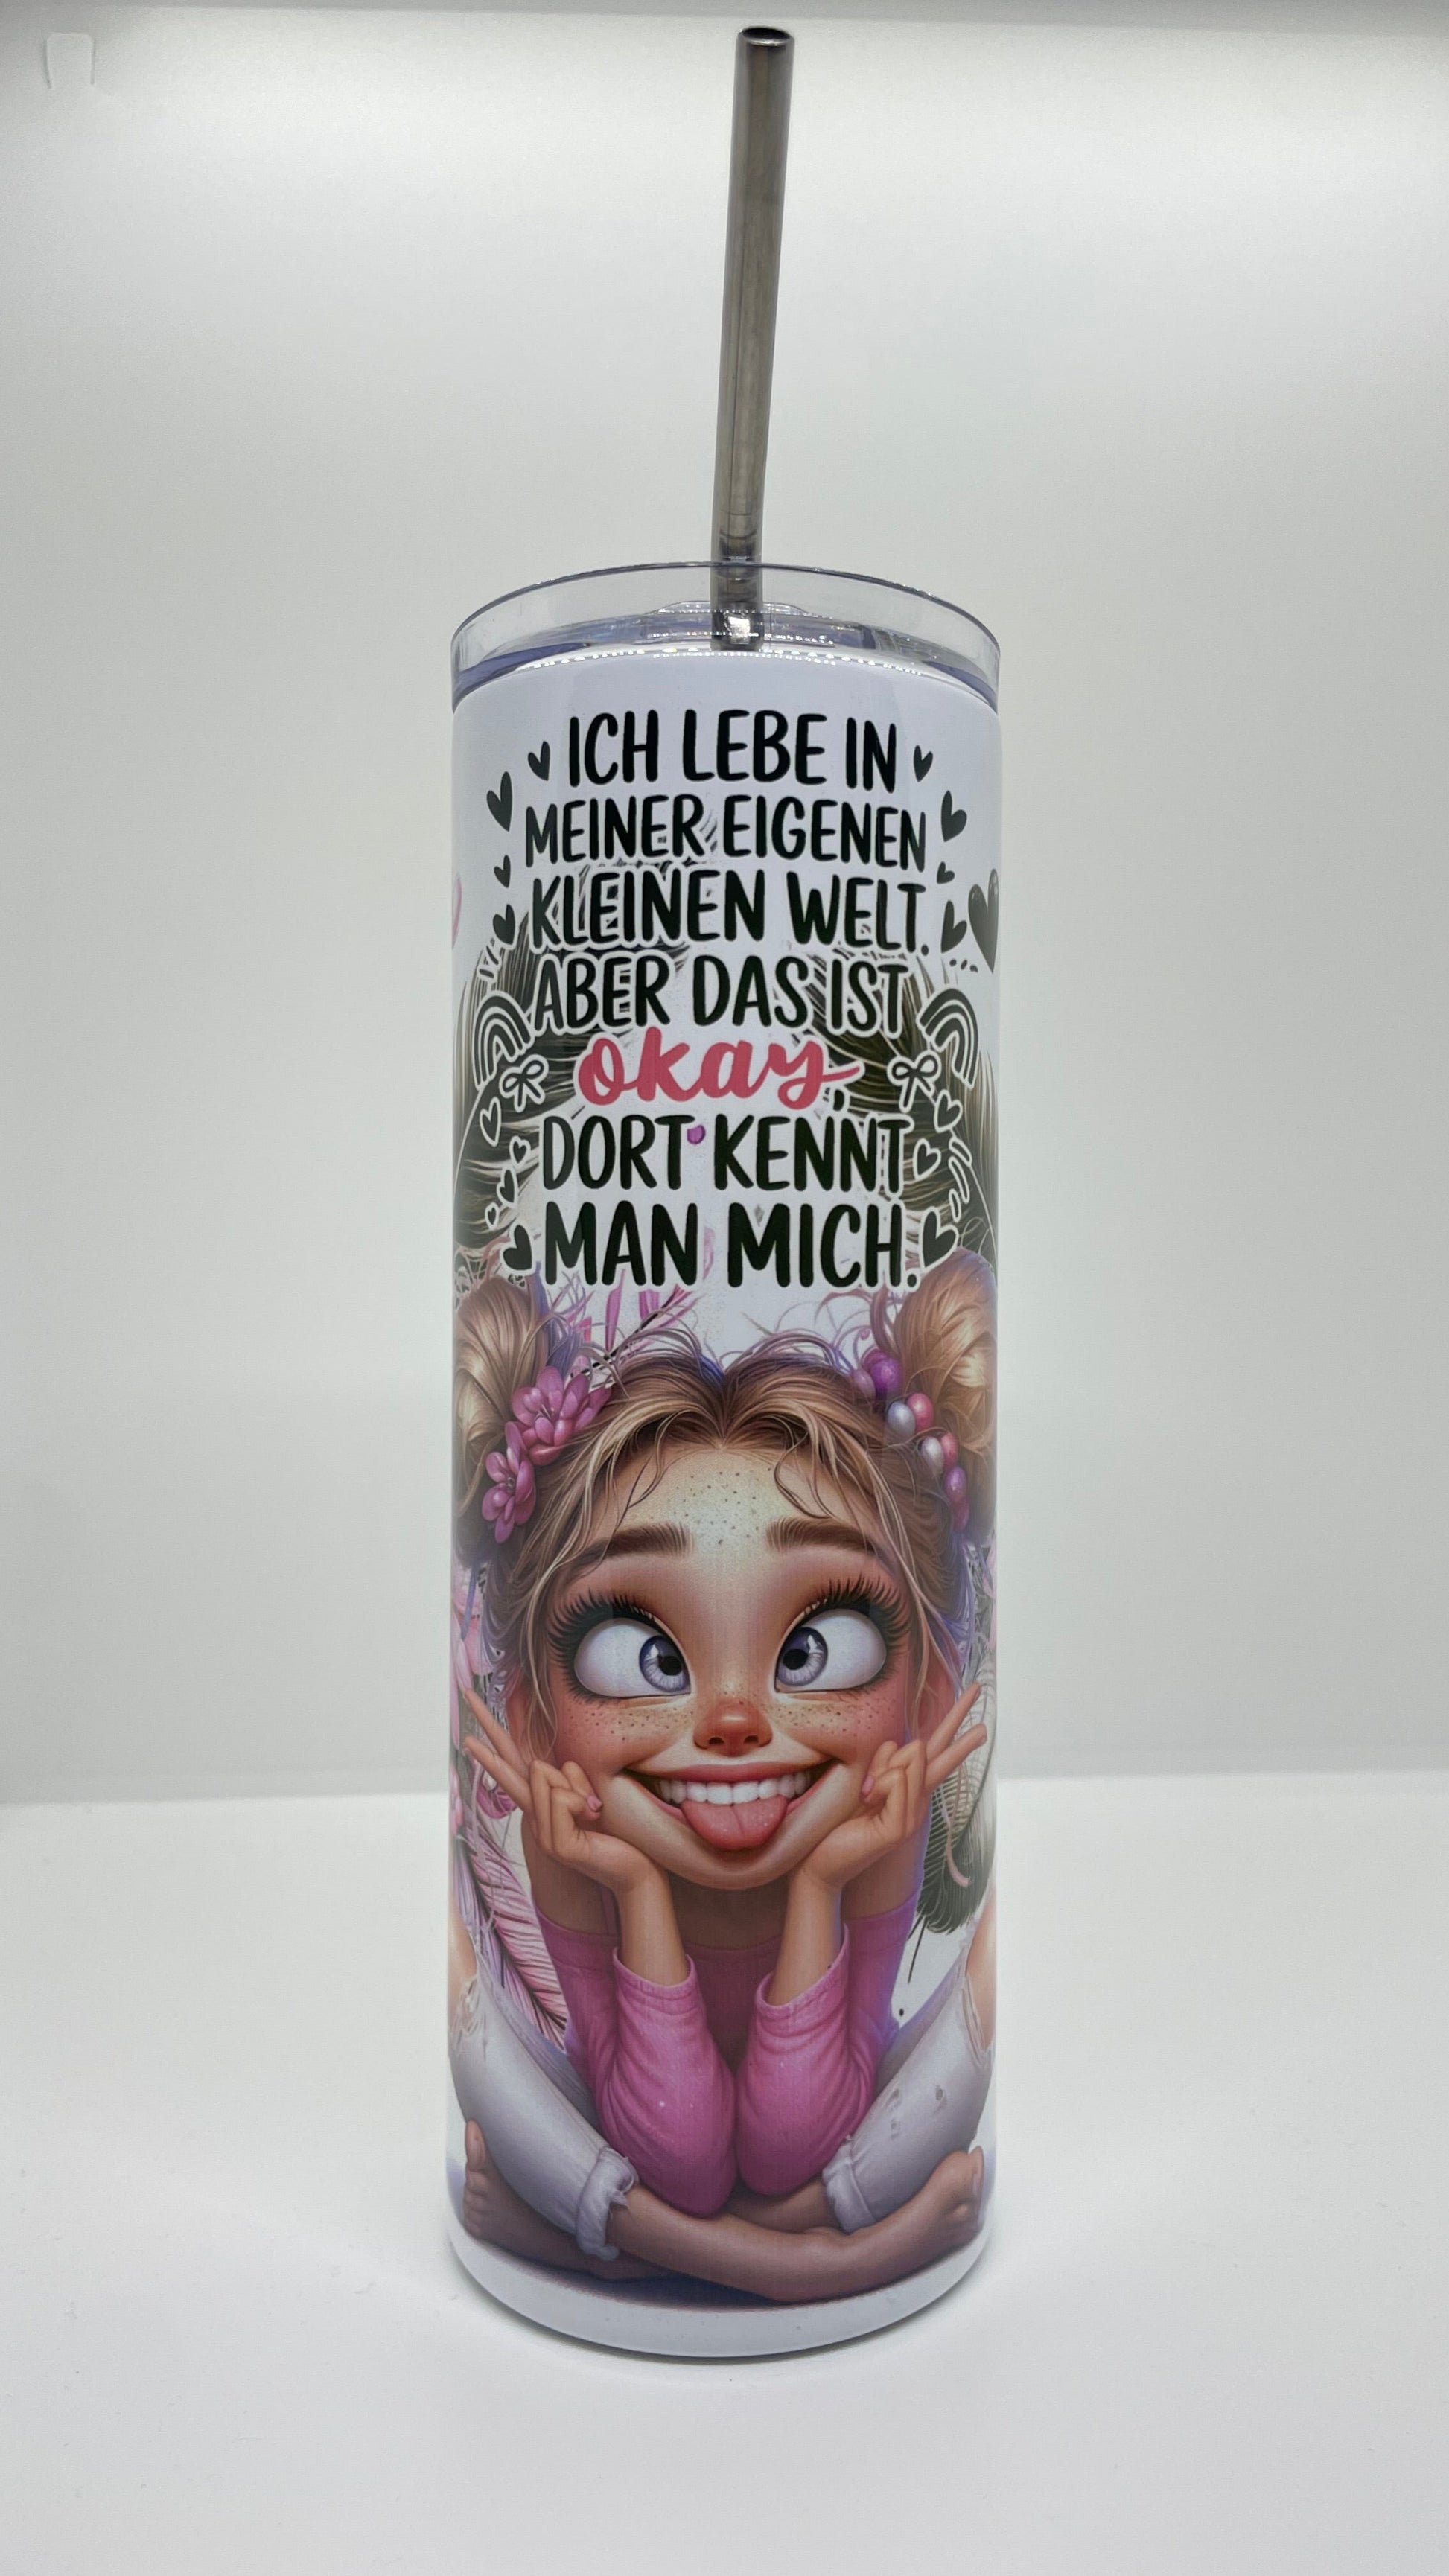 ICH LEBE IN
MEINER EIGENEN
KLEINEN WELT.
ABER DAS IST
okay,
DORT KENNT
MAN MICH.